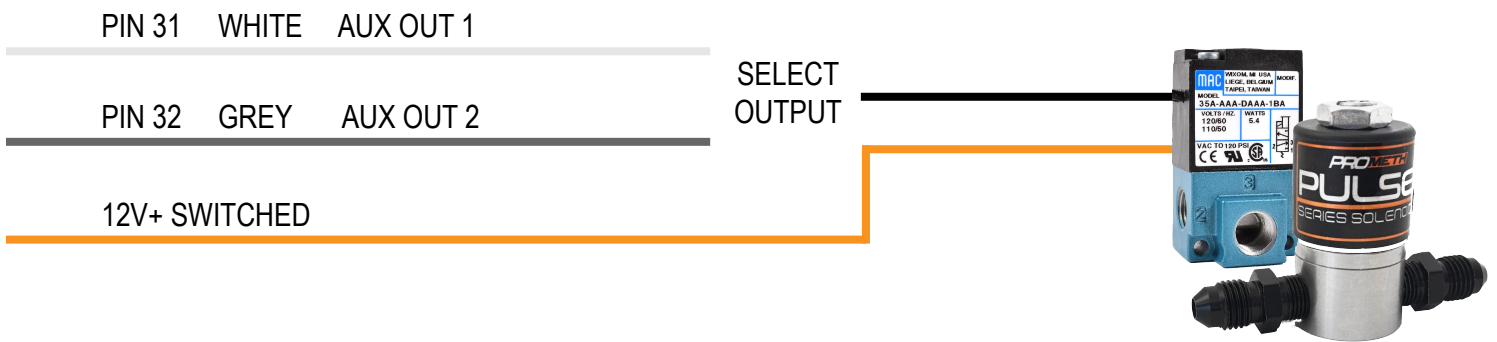 PIN 31 WHITE AUX OUT 1
PIN 32 GREY AUX OUT 2
12V+ SWITCHED
SELECT
OUTPUT
MAC
WIXOM, MI USA
LIEGE, BELGIUM
TAIPEI, TAIWAN
MODIF.
MODEL
35A-AAA-DAAA-1BA
VOLTS/HZ. WATTS
120/60 5.4
110/50
VAC TO 120 PSI
CE
3
2
PROMETH
PULSE
SERIES SOLENOID